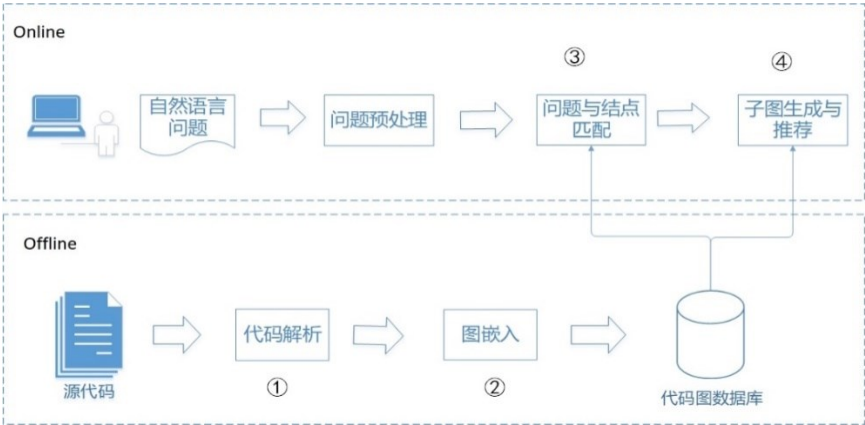 Online
③
④
自然语言
问题
问题预处理
问题与结点
匹配
子图生成与
推荐
Offline
代码解析
图嵌入
源代码
①
②
代码图数据库